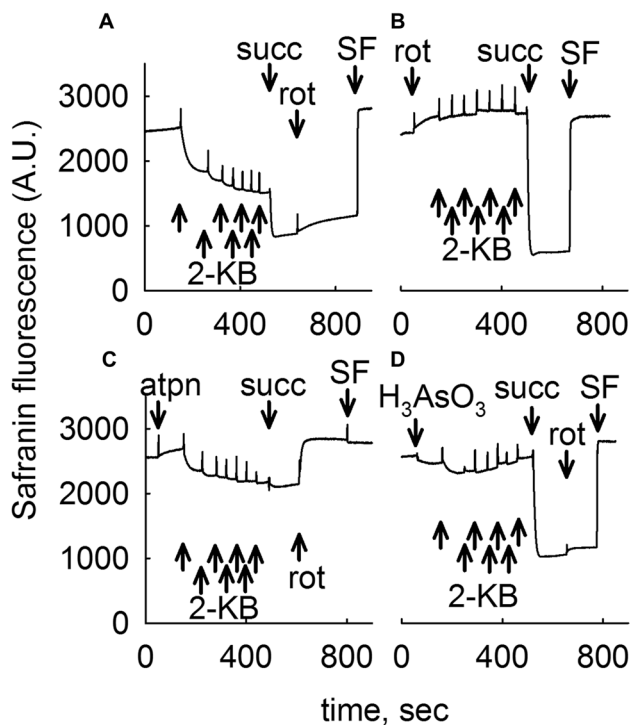 A
B
succ SF
rot
rot succ SF
Safranin fluorescence (A.U.)
3000
2000
1000
0
2-KB
2-KB
0 400 800
0 400 800
C
D
atpn succ SF
H₃AsO₃ succ SF
rot
3000
2000
1000
0
2-KB
rot
2-KB
0 400 800
0 400 800
time, sec